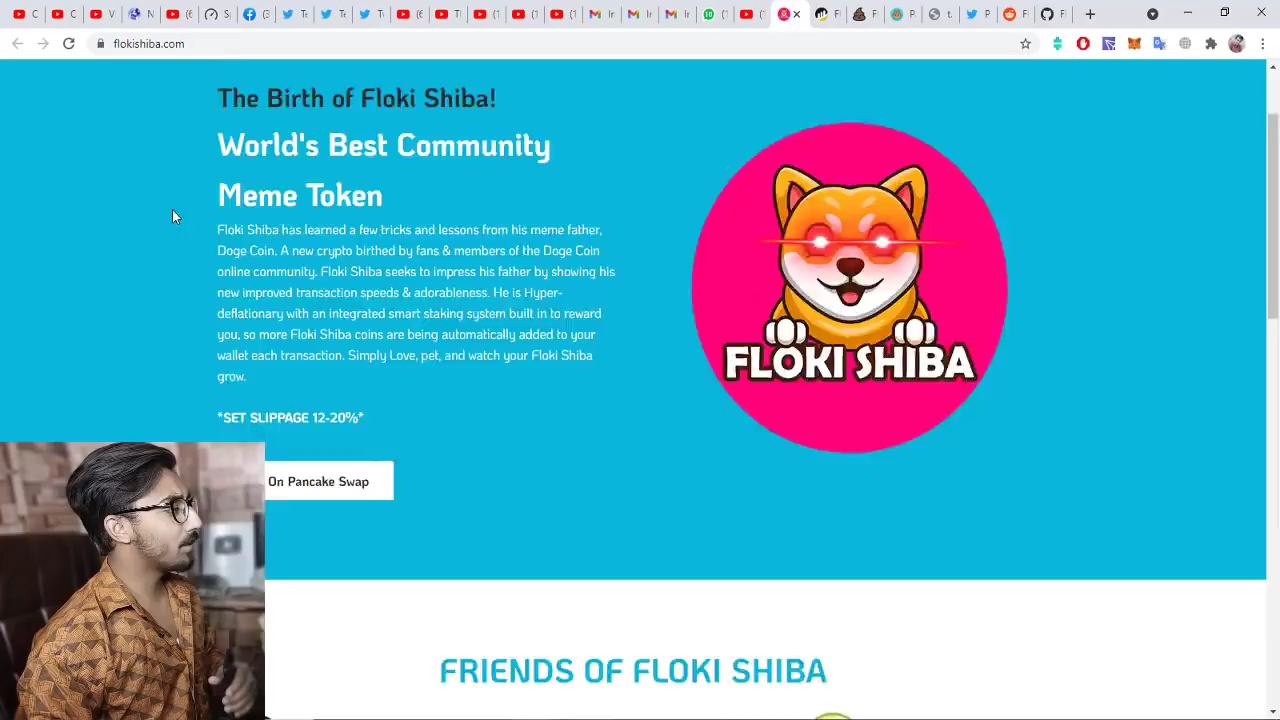 flokishiba.com
The Birth of Floki Shiba!
World's Best Community
Meme Token
Floki Shiba has learned a few tricks and lessons from his meme father,
Doge Coin. A new crypto birthed by fans & members of the Doge Coin
online community. Floki Shiba seeks to impress his father by showing his
new improved transaction speeds & adorableness. He is Hyper-
deflationary with an integrated smart staking system built in to reward
you, so more Floki Shiba coins are being automatically added to your
wallet each transaction. Simply Love, pet, and watch your Floki Shiba
grow.
*SET SLIPPAGE 12-20%*
On Pancake Swap
FLOKI SHIBA
FRIENDS OF FLOKI SHIBA